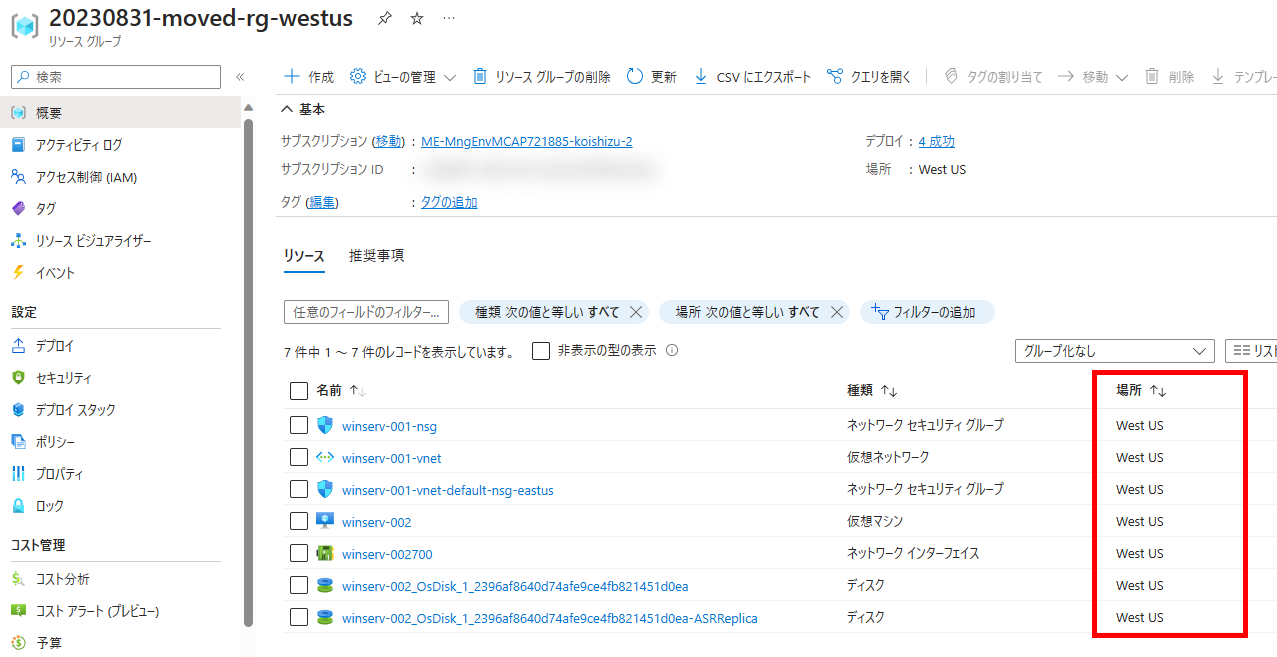 20230831-moved-rg-westus
リソース グループ
検索
作成 ビューの管理 リソース グループの削除 更新 CSV にエクスポート クエリを開く タグの割り当て 移動 削除 テンプレー
概要
アクティビティ ログ
アクセス制御 (IAM)
タグ
リソース ビジュアライザー
イベント
設定
デプロイ
セキュリティ
デプロイ スタック
ポリシー
プロパティ
ロック
コスト管理
コスト分析
コスト アラート (プレビュー)
予算
基本
サブスクリプション (移動) : ME-MngEnvMCAP721885-koishizu-2
デプロイ : 4 成功
サブスクリプション ID :
場所 : West US
タグ (編集) : タグの追加
リソース 推奨事項
任意のフィールドのフィルター... 種類 次の値と等しい すべて 場所 次の値と等しい すべて フィルターの追加
7 件中 1 ～ 7 件のレコードを表示しています。 非表示の型の表示 グループ化なし リスト
名前 種類 場所
winserv-001-nsg ネットワーク セキュリティ グループ West US
winserv-001-vnet 仮想ネットワーク West US
winserv-001-vnet-default-nsg-eastus ネットワーク セキュリティ グループ West US
winserv-002 仮想マシン West US
winserv-002700 ネットワーク インターフェイス West US
winserv-002_OsDisk_1_2396af8640d74afe9ce4fb821451d0ea ディスク West US
winserv-002_OsDisk_1_2396af8640d74afe9ce4fb821451d0ea-ASRReplica ディスク West US